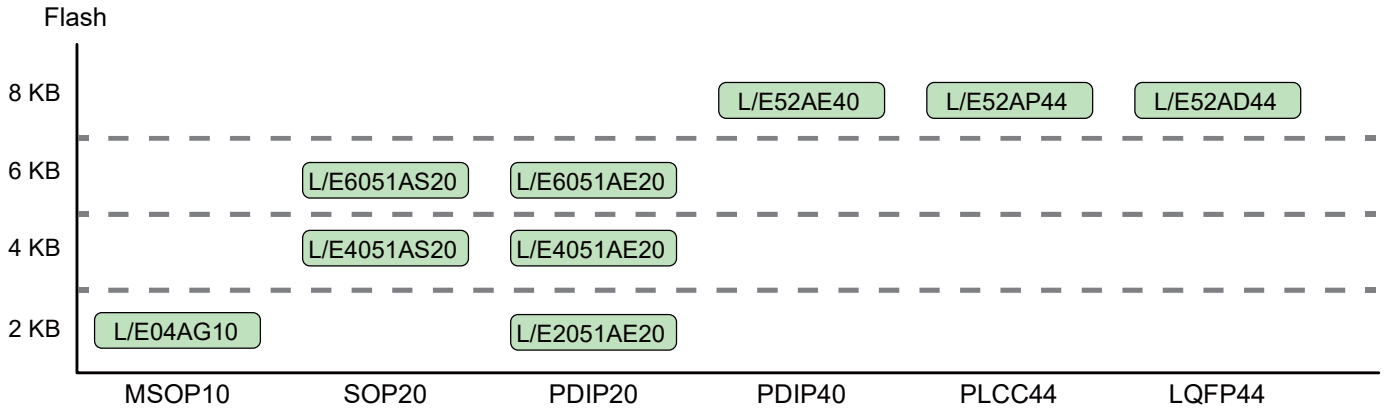 Flash
8 KB
L/E52AE40
L/E52AP44
L/E52AD44
6 KB
L/E6051AS20
L/E6051AE20
4 KB
L/E4051AS20
L/E4051AE20
2 KB
L/E04AG10
L/E2051AE20
MSOP10
SOP20
PDIP20
PDIP40
PLCC44
LQFP44